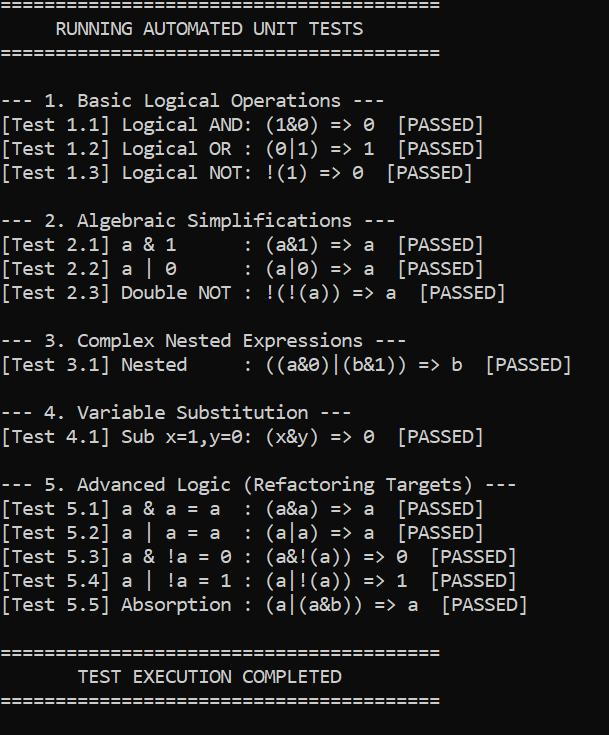 ========================================
     RUNNING AUTOMATED UNIT TESTS
========================================

--- 1. Basic Logical Operations ---
[Test 1.1] Logical AND: (1&0) => 0  [PASSED]
[Test 1.2] Logical OR : (0|1) => 1  [PASSED]
[Test 1.3] Logical NOT: !(1) => 0  [PASSED]

--- 2. Algebraic Simplifications ---
[Test 2.1] a & 1      : (a&1) => a  [PASSED]
[Test 2.2] a | 0      : (a|0) => a  [PASSED]
[Test 2.3] Double NOT : !(!(a)) => a  [PASSED]

--- 3. Complex Nested Expressions ---
[Test 3.1] Nested     : ((a&0)|(b&1)) => b  [PASSED]

--- 4. Variable Substitution ---
[Test 4.1] Sub x=1,y=0: (x&y) => 0  [PASSED]

--- 5. Advanced Logic (Refactoring Targets) ---
[Test 5.1] a & a = a  : (a&a) => a  [PASSED]
[Test 5.2] a | a = a  : (a|a) => a  [PASSED]
[Test 5.3] a & !a = 0 : (a&!(a)) => 0  [PASSED]
[Test 5.4] a | !a = 1 : (a|!(a)) => 1  [PASSED]
[Test 5.5] Absorption : (a|(a&b)) => a  [PASSED]

========================================
       TEST EXECUTION COMPLETED
========================================